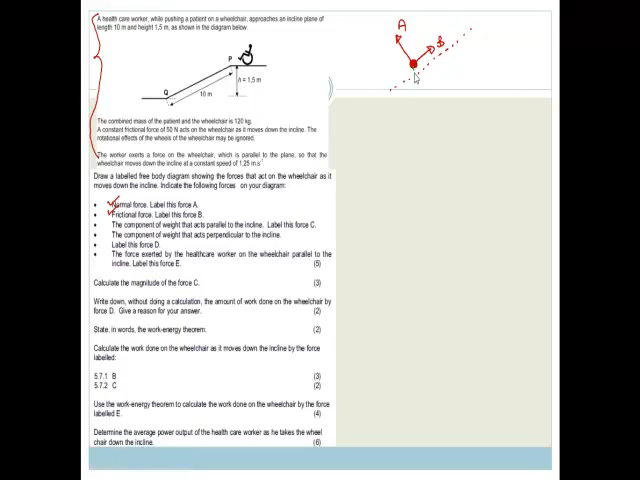 A health care worker, while pushing a patient on a wheelchair, approaches an incline plane of
length 10 m and height 1,5 m, as shown in the diagram below.
A
B
P
h = 1,5 m
Q
10 m
The combined mass of the patient and the wheelchair is 120 kg.
A constant frictional force of 50 N acts on the wheelchair as it moves down the incline. The
rotational effects of the wheels of the wheelchair may be ignored.
The worker exerts a force on the wheelchair, which is parallel to the plane, so that the
wheelchair moves down the incline at a constant speed of 1,25 m.s⁻¹
Draw a labelled free body diagram showing the forces that act on the wheelchair as it
moves down the incline. Indicate the following forces on your diagram:
• Normal force. Label this force A.
• Frictional force. Label this force B.
• The component of weight that acts parallel to the incline. Label this force C.
• The component of weight that acts perpendicular to the incline.
• Label this force D.
• The force exerted by the healthcare worker on the wheelchair parallel to the
incline. Label this force E. (5)
Calculate the magnitude of the force C. (3)
Write down, without doing a calculation, the amount of work done on the wheelchair by
force D. Give a reason for your answer. (2)
State, in words, the work-energy theorem. (2)
Calculate the work done on the wheelchair as it moves down the incline by the force
labelled:
5.7.1 B (3)
5.7.2 C (2)
Use the work-energy theorem to calculate the work done on the wheelchair by the force
labelled E. (4)
Determine the average power output of the health care worker as he takes the wheel
chair down the incline. (6)